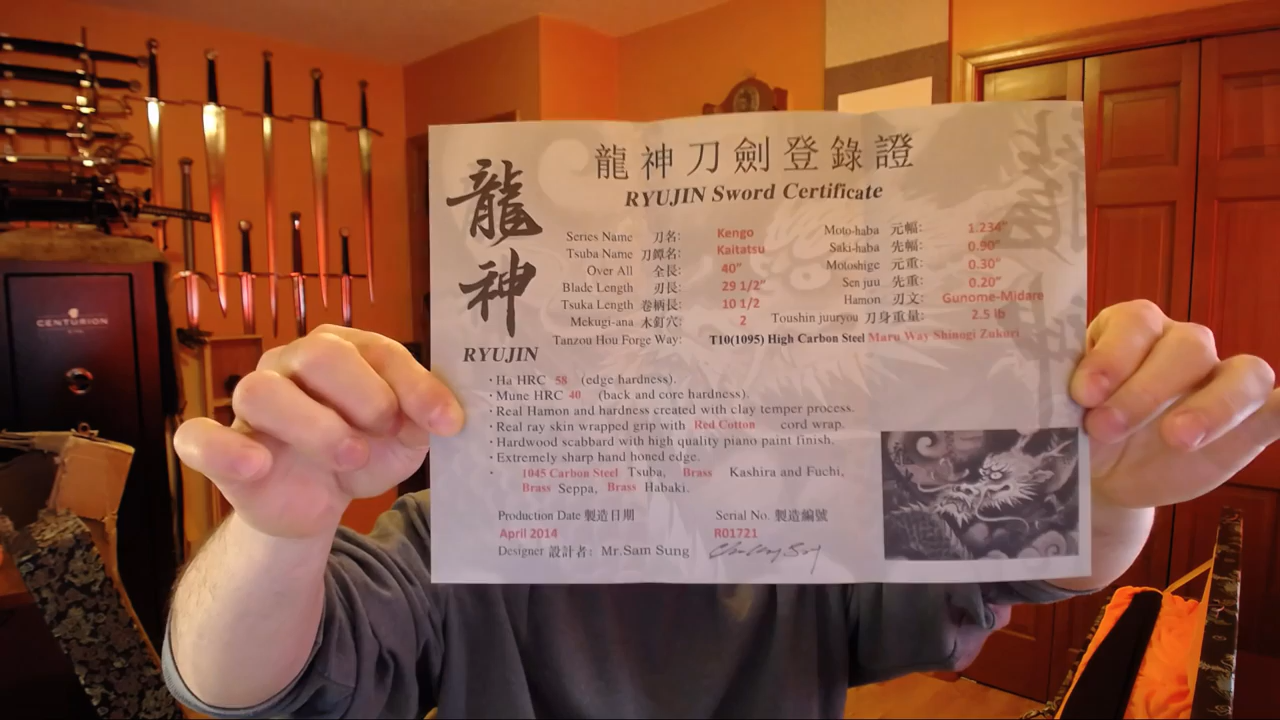 龍神刀劍登錄證
RYUJIN Sword Certificate
龍神
RYUJIN
Series Name 刀名: Kengo
Tsuba Name 刀鐔名: Kaitatsu
Over All 全長: 40"
Blade Length 刃長: 29 1/2"
Tsuka Length 卷柄長: 10 1/2
Mekugi-ana 木釘穴: 2
Moto-haba 元幅: 1.234"
Saki-haba 先幅: 0.90"
Motoshige 元重: 0.30"
Sen juu 先重: 0.20"
Hamon 刃文: Gunome-Midare
Toushin juuryou 刀身重量: 2.5 lb
Tanzou Hou Forge Way: T10(1095) High Carbon Steel Maru Way Shinogi Zukuri
· Ha HRC 58 (edge hardness).
· Mune HRC 40 (back and core hardness).
· Real Hamon and hardness created with clay temper process.
· Real ray skin wrapped grip with Red Cotton cord wrap.
· Hardwood scabbard with high quality piano paint finish.
· Extremely sharp hand honed edge.
· 1045 Carbon Steel Tsuba, Brass Kashira and Fuchi,
Brass Seppa, Brass Habaki.
Production Date 製造日期
April 2014
Serial No. 製造編號
R01721
Designer 設計者: Mr.Sam Sung
CENTURION